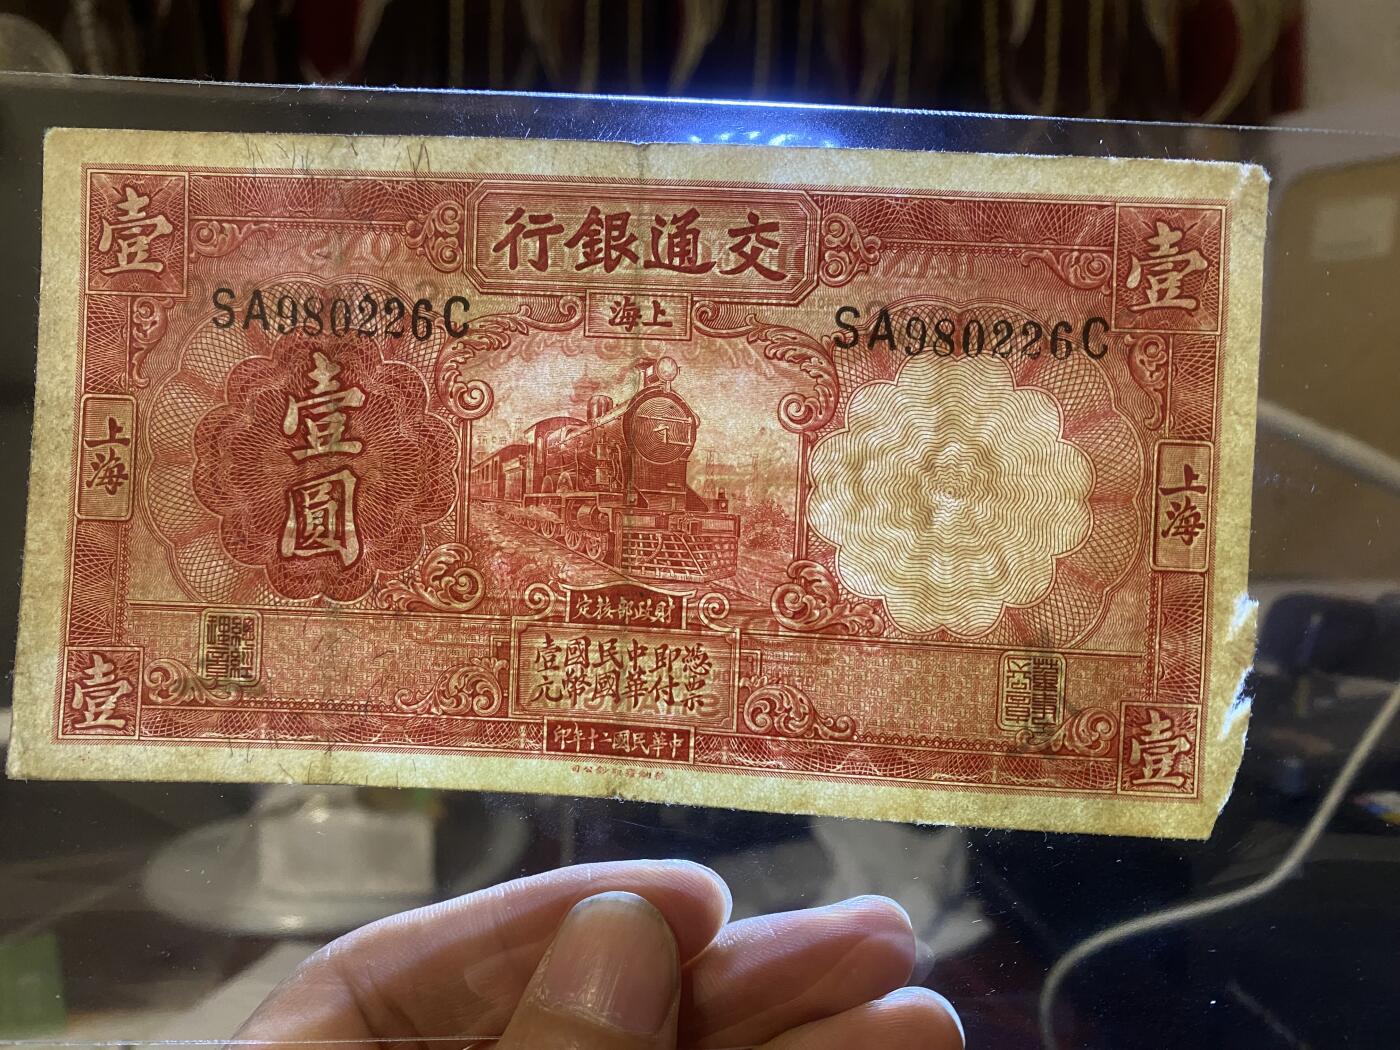 壹
交通銀行
壹
上海
SA980226C
SA980226C
壹圓
上海
上海
財政部核定
憑票即付中華民國國幣壹元
壹
中華民國二十年印
壹